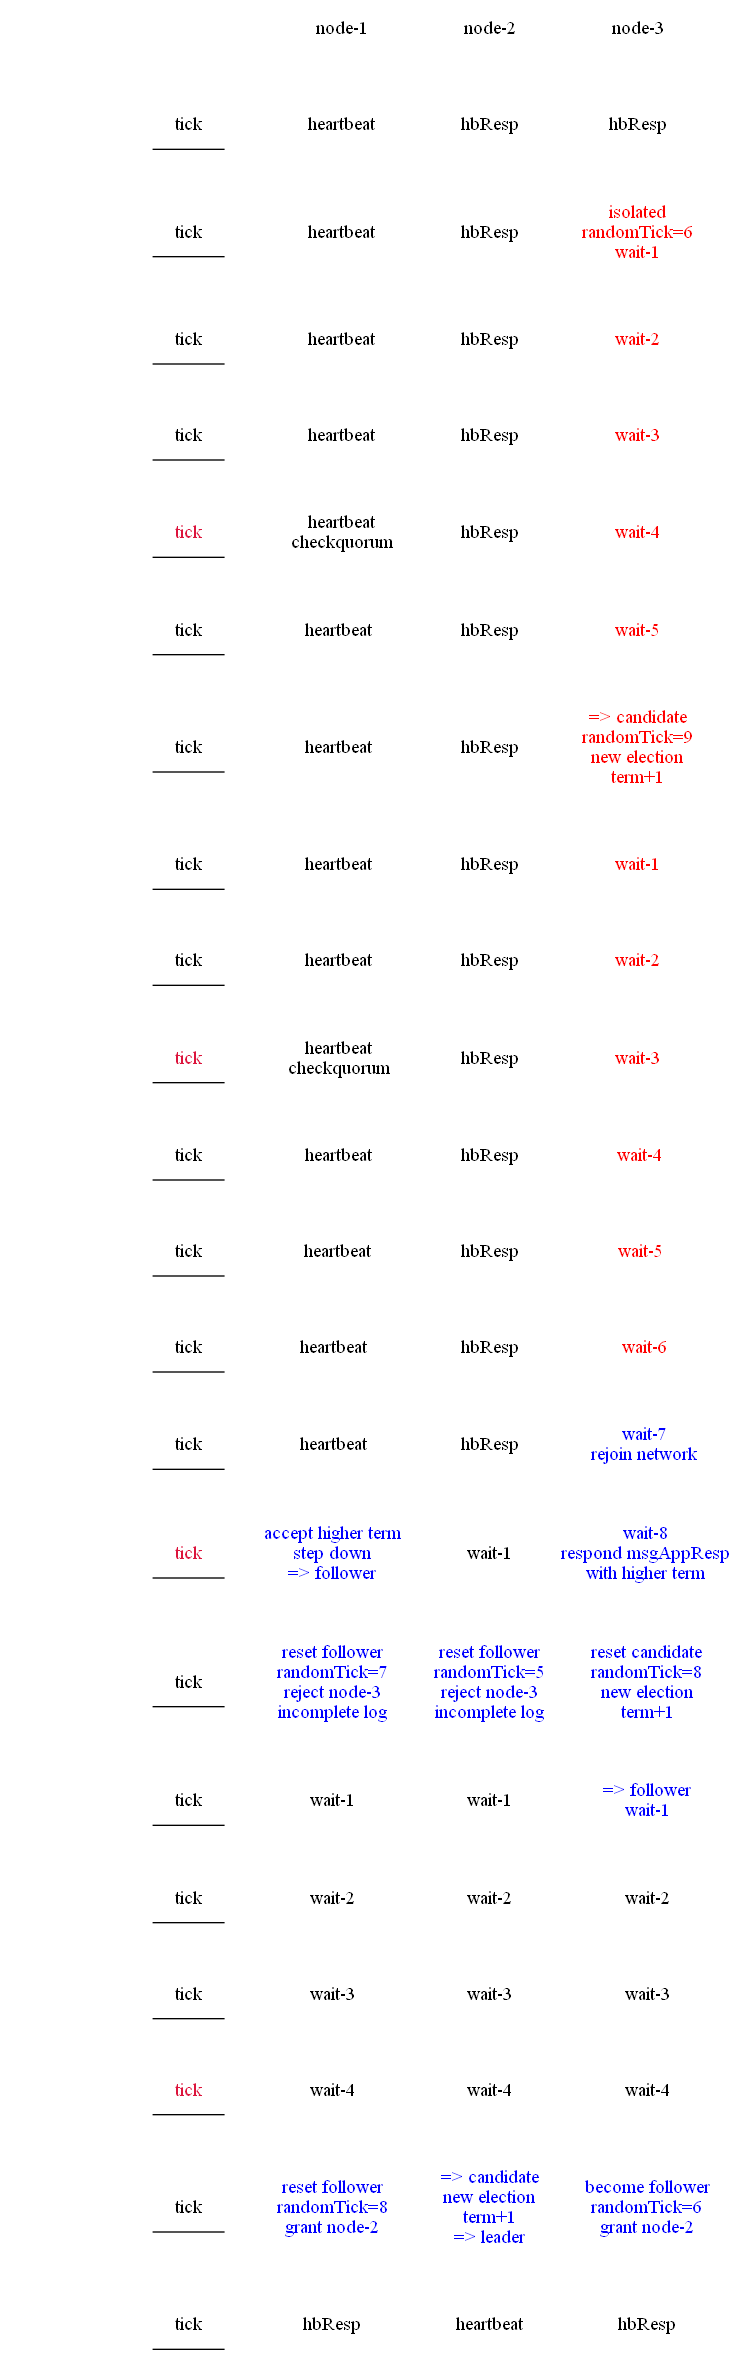 node-1 node-2 node-3
tick heartbeat hbResp hbResp
isolated
randomTick=6
tick heartbeat hbResp
wait-1
tick heartbeat hbResp wait-2
tick heartbeat hbResp wait-3
heartbeat
checkquorum
tick hbResp wait-4
tick heartbeat hbResp wait-5
=> candidate
randomTick=9
new election
term+1
tick heartbeat hbResp
tick heartbeat hbResp wait-1
tick heartbeat hbResp wait-2
heartbeat
checkquorum
tick hbResp wait-3
tick heartbeat hbResp wait-4
tick heartbeat hbResp wait-5
tick heartbeat hbResp wait-6
tick heartbeat hbResp
wait-7
rejoin network
tick
accept higher term
step down
=> follower
wait-1
wait-8
respond msgAppResp
with higher term
tick
reset follower
randomTick=7
reject node-3
incomplete log
reset follower
randomTick=5
reject node-3
incomplete log
reset candidate
randomTick=8
new election
term+1
tick wait-1 wait-1
=> follower
wait-1
tick wait-2 wait-2 wait-2
tick wait-3 wait-3 wait-3
tick wait-4 wait-4 wait-4
tick
reset follower
randomTick=8
grant node-2
=> candidate
new election
term+1
=> leader
become follower
randomTick=6
grant node-2
tick hbResp heartbeat hbResp